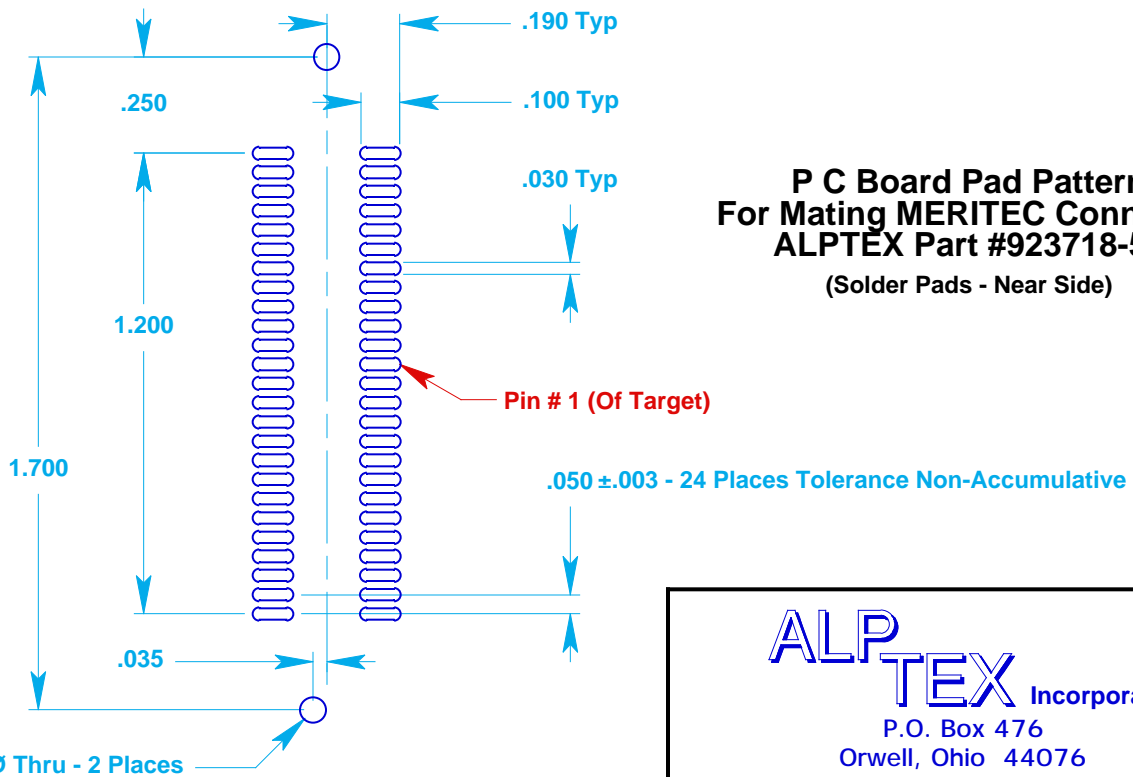 .190 Typ
.250
.100 Typ
.030 Typ
P C Board Pad Pattern
For Mating MERITEC Conn
ALPTEX Part #923718-5
(Solder Pads - Near Side)
1.200
Pin # 1 (Of Target)
1.700
.050 ±.003 - 24 Places Tolerance Non-Accumulative
.035
ALP
TEX Incorpora
P.O. Box 476
Orwell, Ohio 44076
Ø Thru - 2 Places